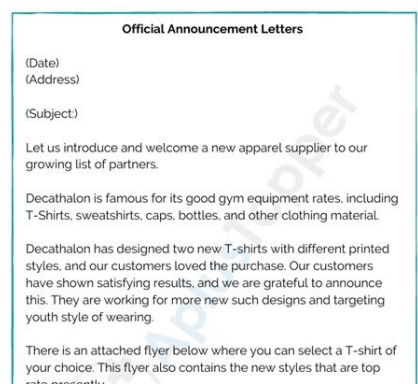 Official Announcement Letters
(Date)
(Address)
(Subject:)
Let us introduce and welcome a new apparel supplier to our
growing list of partners.
Decathalon is famous for its good gym equipment rates, including
T-Shirts, sweatshirts, caps, bottles, and other clothing material.
Decathalon has designed two new T-shirts with different printed
styles, and our customers loved the purchase. Our customers
have shown satisfying results, and we are grateful to announce
this. They are working for more new such designs and targeting
youth style of wearing.
There is an attached flyer below where you can select a T-shirt of
your choice. This flyer also contains the new styles that are top
rate presently